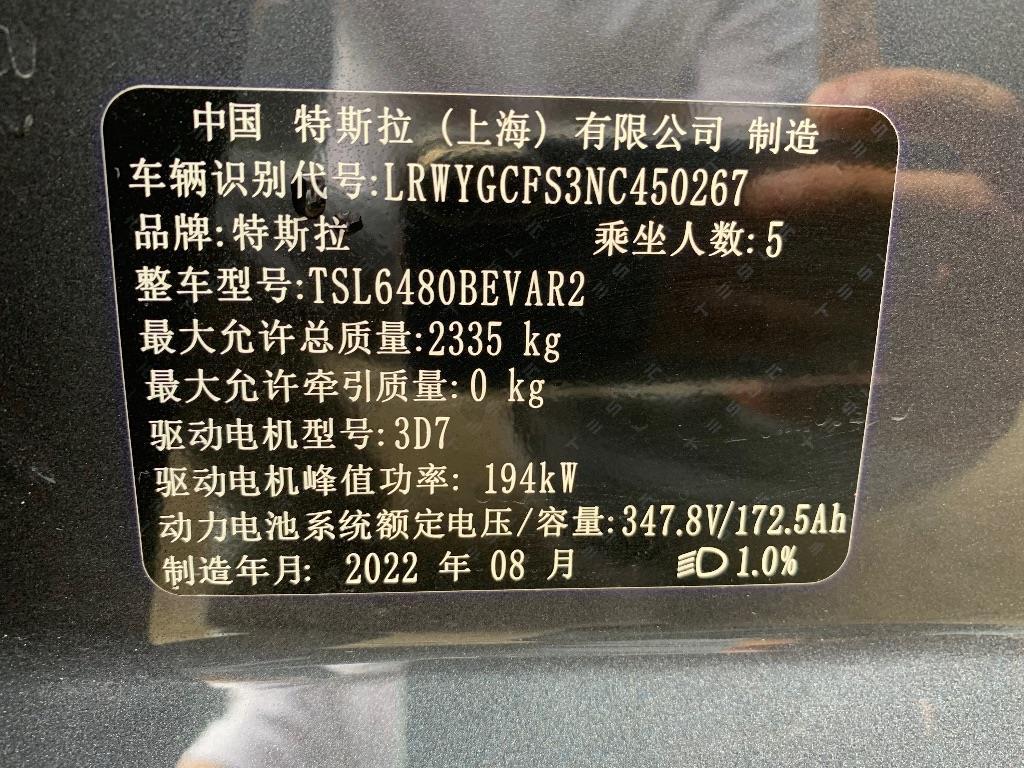 中国 特斯拉 (上海) 有限公司 制造
车辆识别代号:LRWYGCFS3NC450267
品牌:特斯拉 乘坐人数:5
整车型号:TSL6480BEVAR2
最大允许总质量:2335 kg
最大允许牵引质量: 0 kg
驱动电机型号:3D7
驱动电机峰值功率: 194kW
动力电池系统额定电压/容量:347.8V/172.5Ah
制造年月: 2022 年 08 月 1.0%